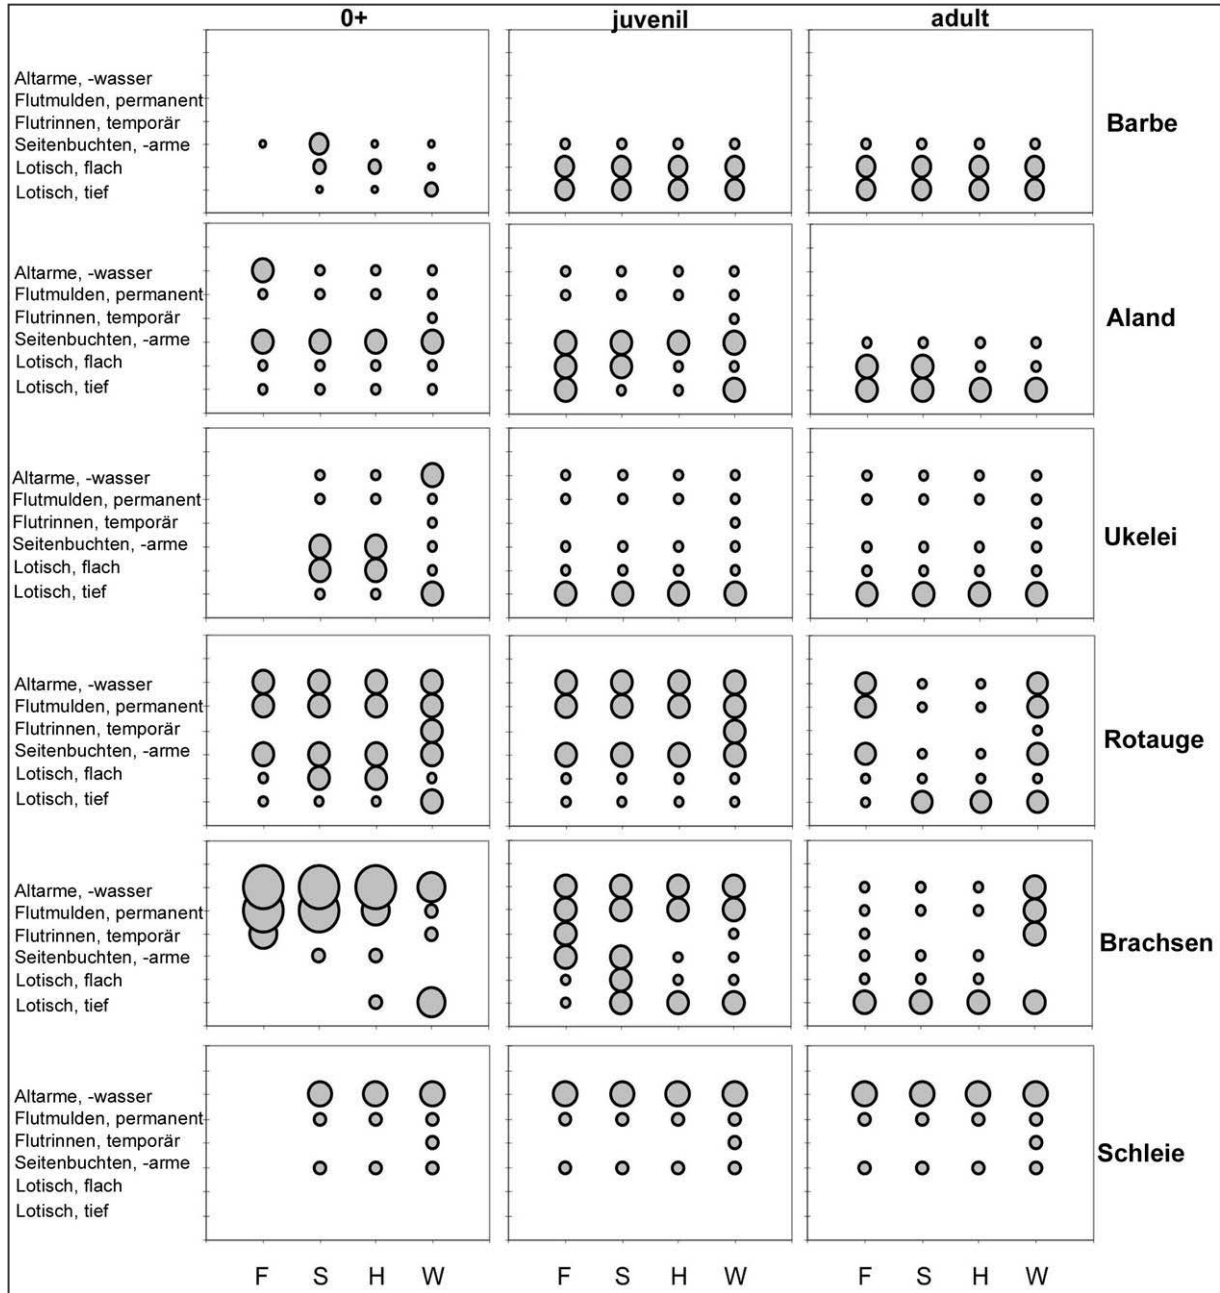 0+ juvenil adult
Altarme, -wasser
Flutmulden, permanent
Flutrinnen, temporär
Seitenbuchten, -arme
Lotisch, flach
Lotisch, tief
Barbe
Altarme, -wasser
Flutmulden, permanent
Flutrinnen, temporär
Seitenbuchten, -arme
Lotisch, flach
Lotisch, tief
Aland
Altarme, -wasser
Flutmulden, permanent
Flutrinnen, temporär
Seitenbuchten, -arme
Lotisch, flach
Lotisch, tief
Ukelei
Altarme, -wasser
Flutmulden, permanent
Flutrinnen, temporär
Seitenbuchten, -arme
Lotisch, flach
Lotisch, tief
Rotauge
Altarme, -wasser
Flutmulden, permanent
Flutrinnen, temporär
Seitenbuchten, -arme
Lotisch, flach
Lotisch, tief
Brachsen
Altarme, -wasser
Flutmulden, permanent
Flutrinnen, temporär
Seitenbuchten, -arme
Lotisch, flach
Lotisch, tief
Schleie
F S H W F S H W F S H W